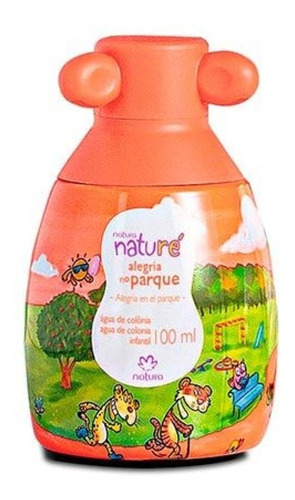 natura
naturé
alegria
no parque
- Alegría en el parque -
água de colônia
agua de colonia
infantil 100 ml
natura